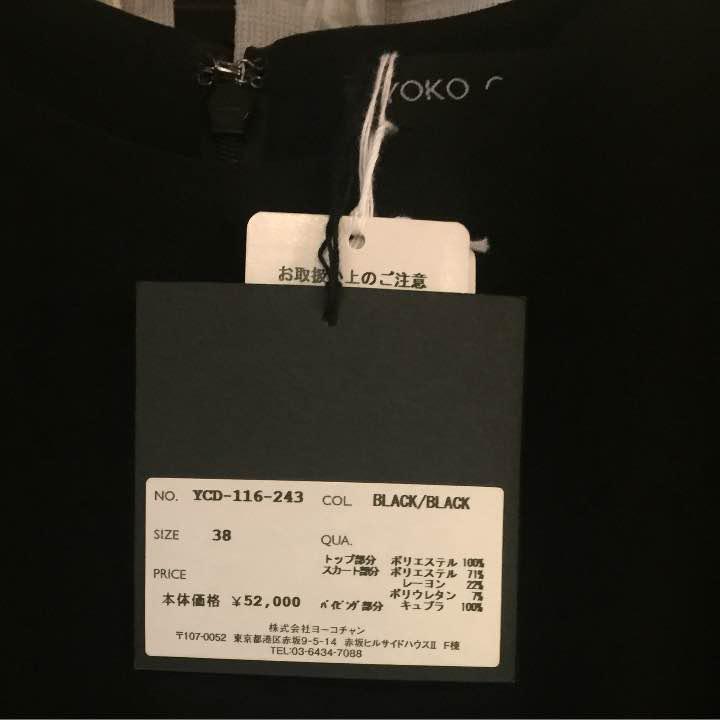 YOKO
お取扱い上のご注意
NO. YCD-116-243 COL. BLACK/BLACK
SIZE 38 QUA.
トップ部分 ポリエステル 100%
スカート部分 ポリエステル 71%
レーヨン 22%
ポリウレタン 7%
PRICE
本体価格 ¥52,000 パイピング部分 キュプラ 100%
株式会社ヨーコチャン
〒107-0052 東京都港区赤坂9-5-14 赤坂ヒルサイドハウスⅡ F棟
TEL:03-6434-7088